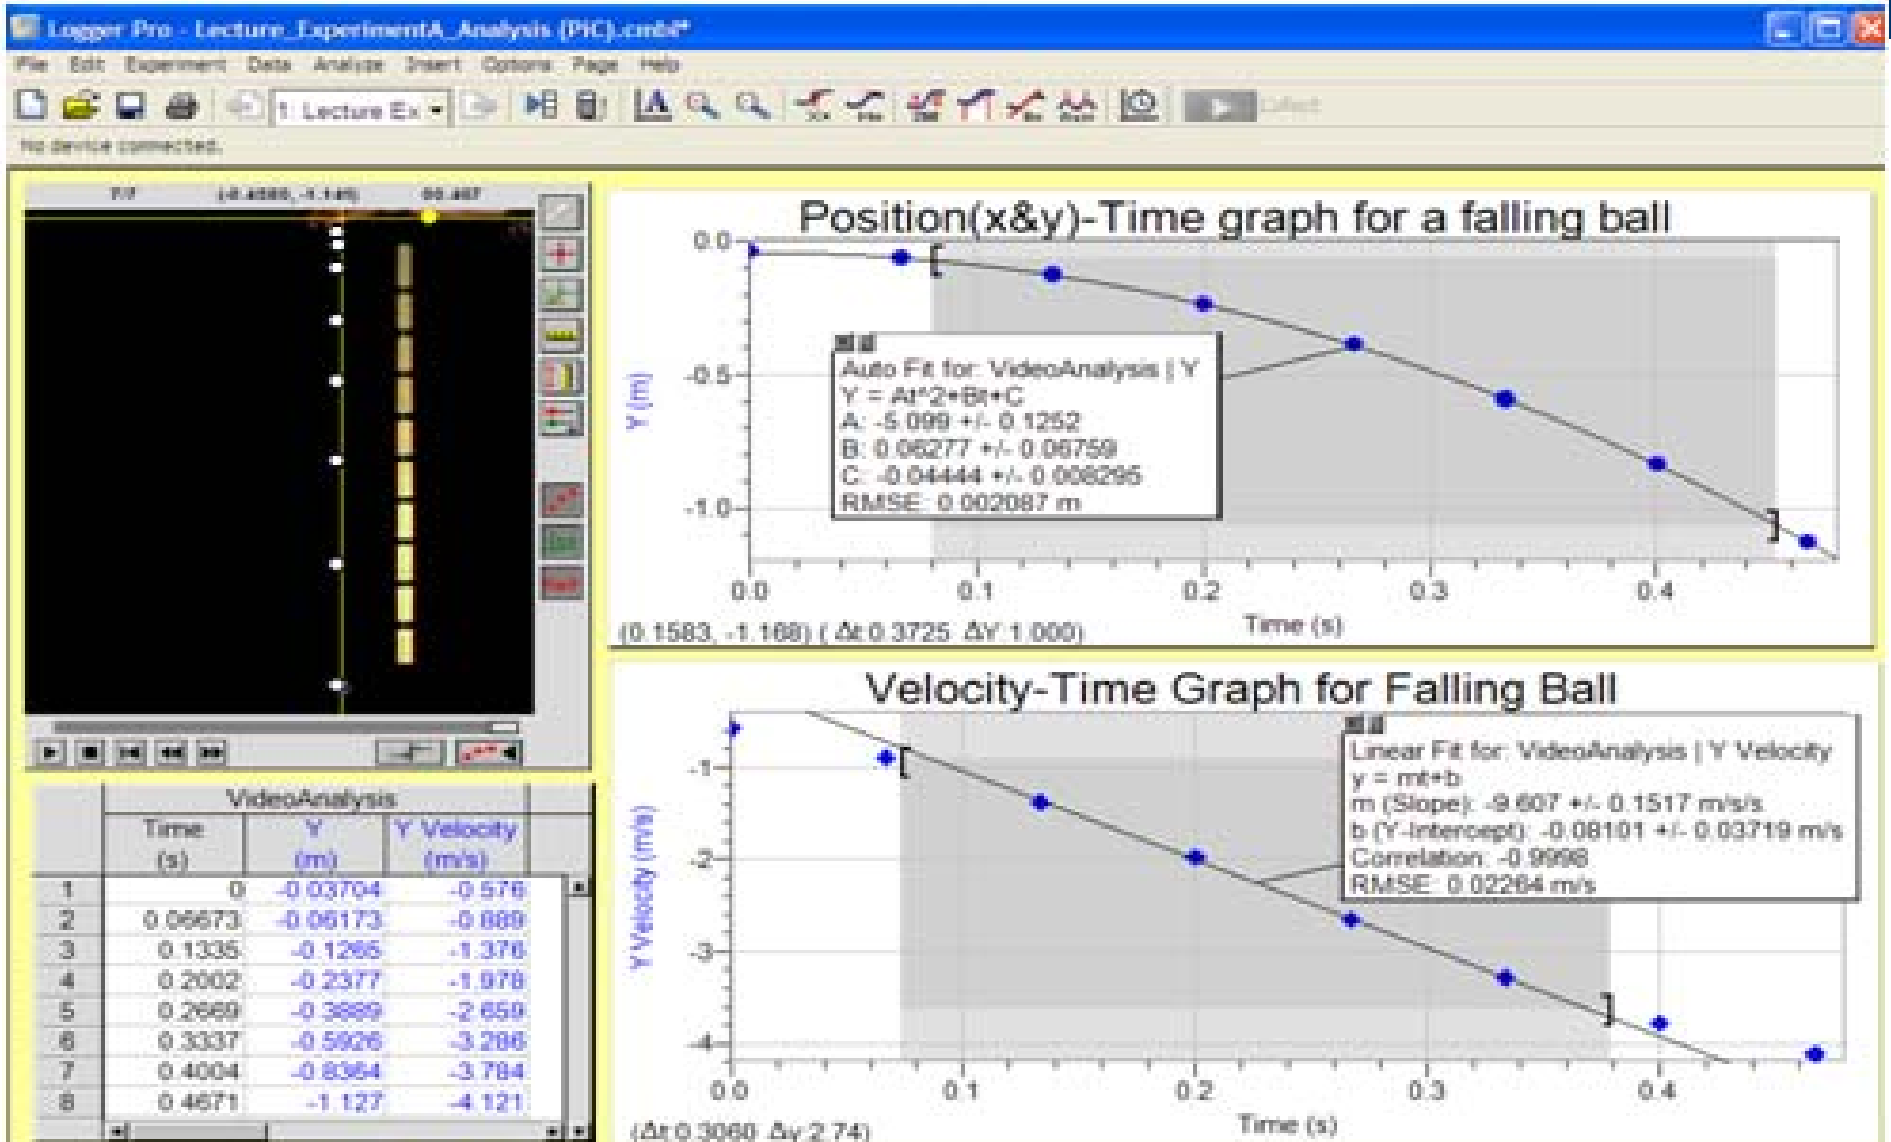 Logger Pro - Lecture_ExperimentA_Analysis (PIC).cmbl*
File Edit Experiment Data Analyze Insert Options Page Help
1: Lecture Ex
No device connected.
7/7
Position(x&y)-Time graph for a falling ball
0.0
-0.5
-1.0
Y (m)
Auto Fit for: VideoAnalysis | Y
Y = At^2+Bt+C
A: -5.099 +/- 0.1252
B: 0.06277 +/- 0.06759
C: -0.04444 +/- 0.008295
RMSE: 0.002087 m
0.0 0.1 0.2 0.3 0.4
Time (s)
(0.1583, -1.168) ( Δt:0.3725 ΔY:1.000)
Velocity-Time Graph for Falling Ball
-1
-2
-3
-4
Y Velocity (m/s)
Linear Fit for: VideoAnalysis | Y Velocity
y = mt+b
m (Slope): -9.607 +/- 0.1517 m/s/s
b (Y-Intercept): -0.08101 +/- 0.03719 m/s
Correlation: -0.9998
RMSE: 0.02264 m/s
0.0 0.1 0.2 0.3 0.4
Time (s)
(Δt:0.3060 Δy:2.74)
VideoAnalysis
Time Y Y Velocity
(s) (m) (m/s)
1 0 -0.03704 -0.576
2 0.06673 -0.06173 -0.889
3 0.1335 -0.1265 -1.376
4 0.2002 -0.2377 -1.978
5 0.2669 -0.3889 -2.659
6 0.3337 -0.5926 -3.286
7 0.4004 -0.8364 -3.784
8 0.4671 -1.127 -4.121